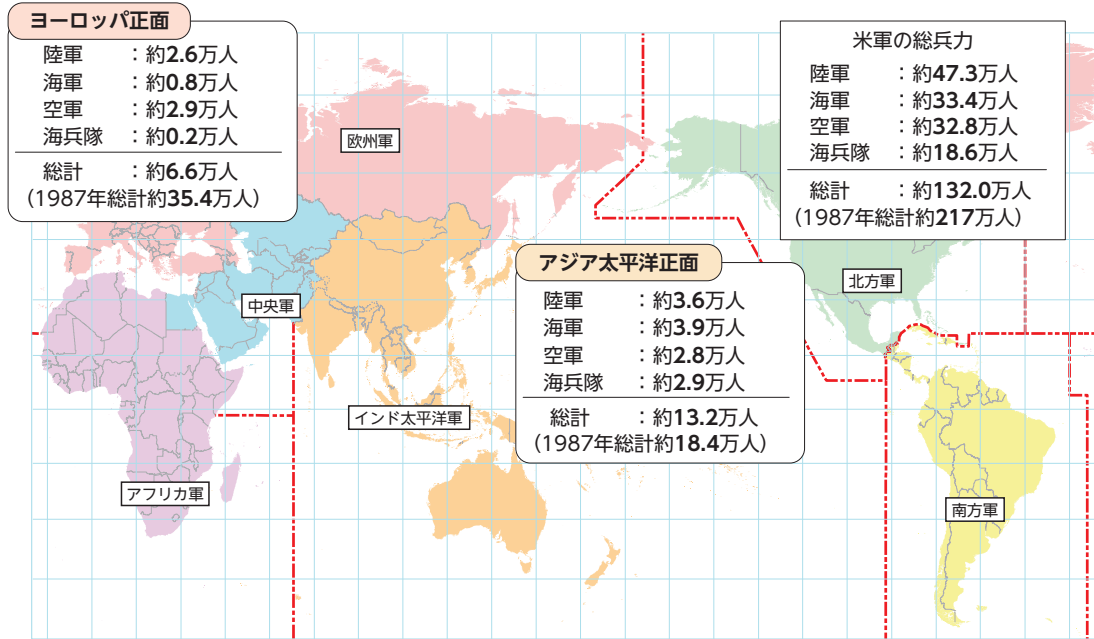 ヨーロッパ正面
陸軍 :約2.6万人
海軍 :約0.8万人
空軍 :約2.9万人
海兵隊 :約0.2万人
総計 :約6.6万人
(1987年総計約35.4万人)
米軍の総兵力
陸軍 :約47.3万人
海軍 :約33.4万人
空軍 :約32.8万人
海兵隊 :約18.6万人
総計 :約132.0万人
(1987年総計約217万人)
欧州軍
アジア太平洋正面
陸軍 :約3.6万人
海軍 :約3.9万人
空軍 :約2.8万人
海兵隊 :約2.9万人
総計 :約13.2万人
(1987年総計約18.4万人)
北方軍
中央軍
インド太平洋軍
アフリカ軍
南方軍